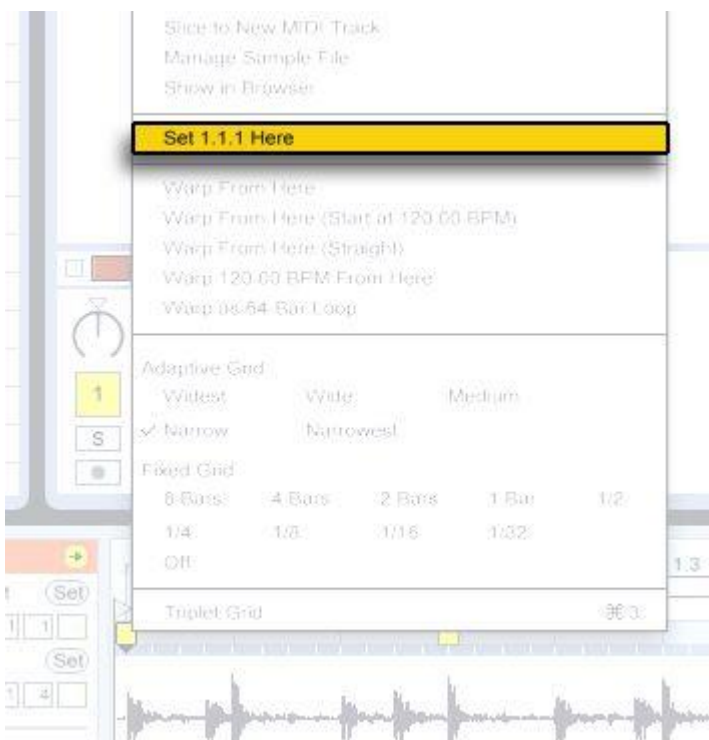 Slice to New MIDI Track
Manage Sample File
Show in Browser
Set 1.1.1 Here
Warp From Here
Warp From Here (Start at 120.00 BPM)
Warp From Here (Straight)
Warp 120.00 BPM From Here
Warp as 64-Bar Loop
Adaptive Grid
Widest Wide Medium
1
✓ Narrow Narrowest
S
Fixed Grid
8 Bars 4 Bars 2 Bars 1 Bar 1/2
1/4 1/8 1/16 1/32
Off
1.3
Set
Triplet Grid ⌘3
1 1
Set
1 4